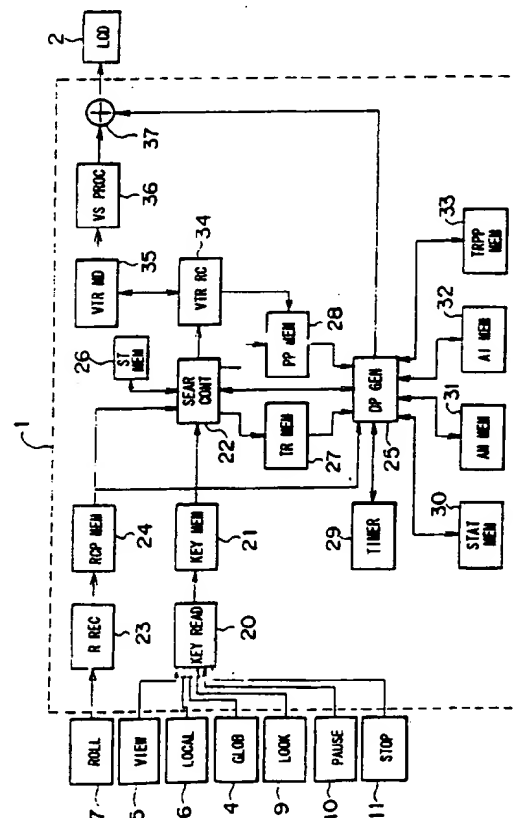 1
2
LCD
37
VS PROC
36
VTR MD
35
VTR RC
34
26
ST MEM
SEAR CONT
22
PP MEM
28
TR MEM
27
DP GEN
25
TRPP MEM
33
AI MEM
32
AM MEM
31
STAT MEM
30
TIMER
29
RCP MEM
24
KEY MEM
21
R REC
23
KEY READ
20
ROLL
7
VIEW
5
LOCAL
6
GLOB
4
LOOK
9
PAUSE
10
STOP
11